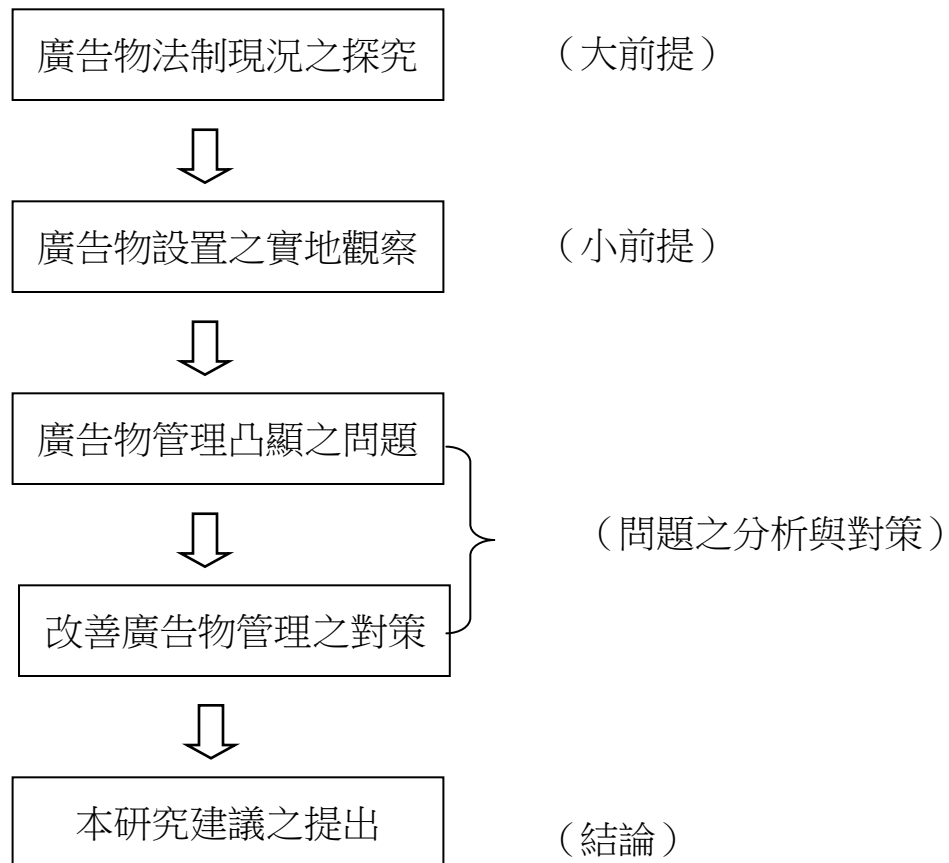 廣告物法制現況之探究 （大前提）
廣告物設置之實地觀察 （小前提）
廣告物管理凸顯之問題
（問題之分析與對策）
改善廣告物管理之對策
本研究建議之提出 （結論）